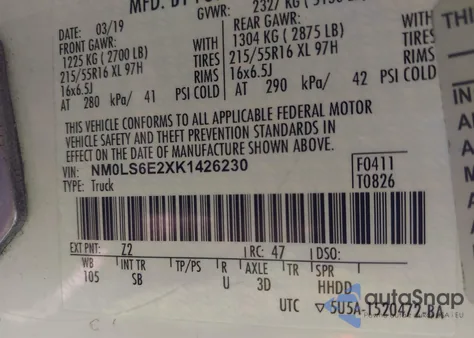 MFD. BY FO
03/19 GVWR: 2327 KG
FRONT GAWR: REAR GAWR:
1225 KG (2700 LB) 1304 KG (2875 LB)
215/55R16 XL 97H TIRES 215/55R16 XL 97H TIRES
16x6.5J RIMS 16x6.5J RIMS
AT 280 kPa/ 41 PSI COLD AT 290 kPa/ 42 PSI COLD
THIS VEHICLE CONFORMS TO ALL APPLICABLE FEDERAL MOTOR
VEHICLE SAFETY AND THEFT PREVENTION STANDARDS IN
EFFECT ON THE DATE OF MANUFACTURE SHOWN ABOVE.
VIN: NM0LS6E2XK1426230 F0411
TYPE: Truck T0826
EXT PNT: Z2 RC: 47 DSO:
WB INT TR TP/PS R AXLE TR SPR
105 SB U 3D HHDD
UTC ▽5U5A-1520472-BA
THIS
IN
autoSnap